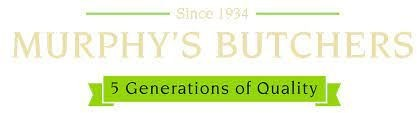 Since 1934
MURPHY'S BUTCHERS
5 Generations of Quality